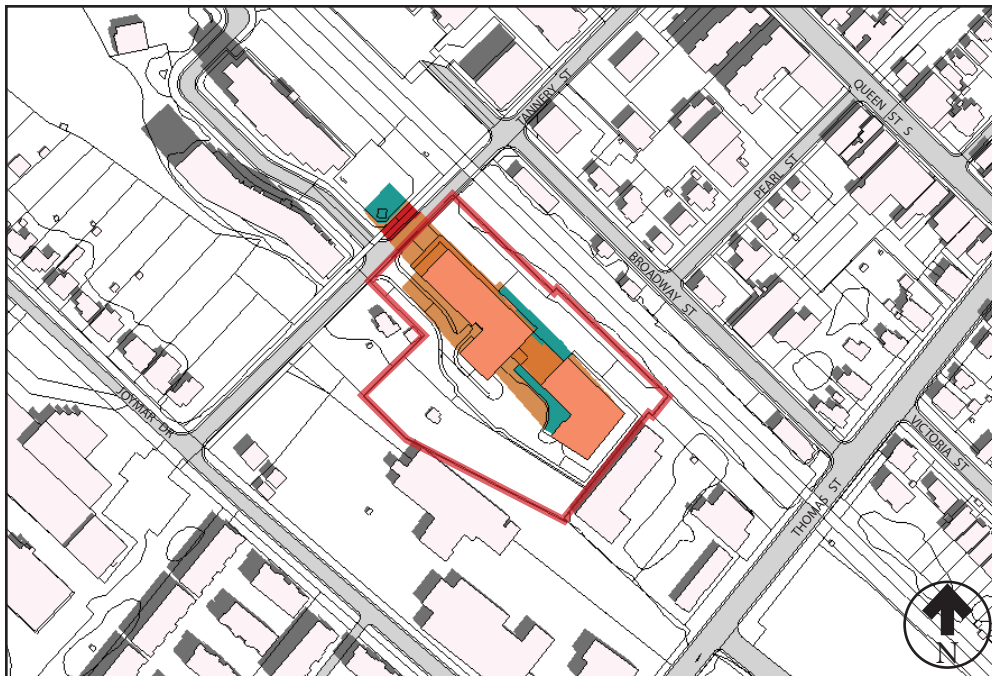 TANNERY ST
QUEEN ST S
PEARL ST
BROADWAY ST
JOYMAR DR
VICTORIA ST
THOMAS ST
N